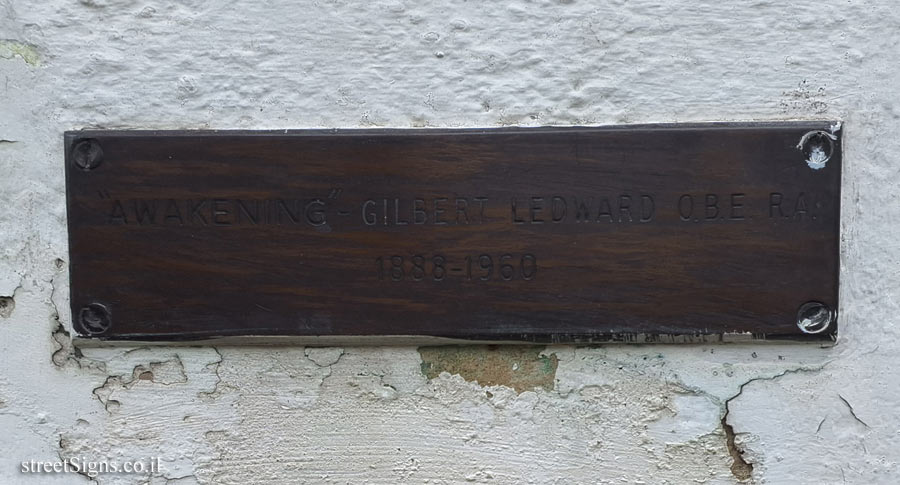 "AWAKENING" - GILBERT LEDWARD O.B.E. R.A.
1888-1960
streetSigns.co.il